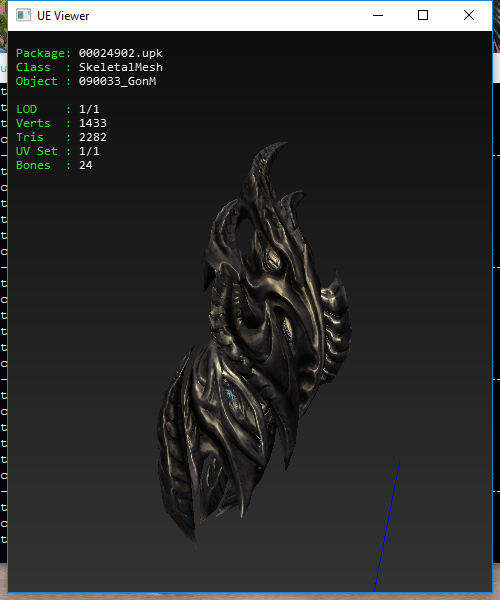 UE Viewer
Package: 00024902.upk
Class : SkeletalMesh
Object : 090033_GonM
LOD : 1/1
Verts : 1433
Tris : 2282
UV Set : 1/1
Bones : 24